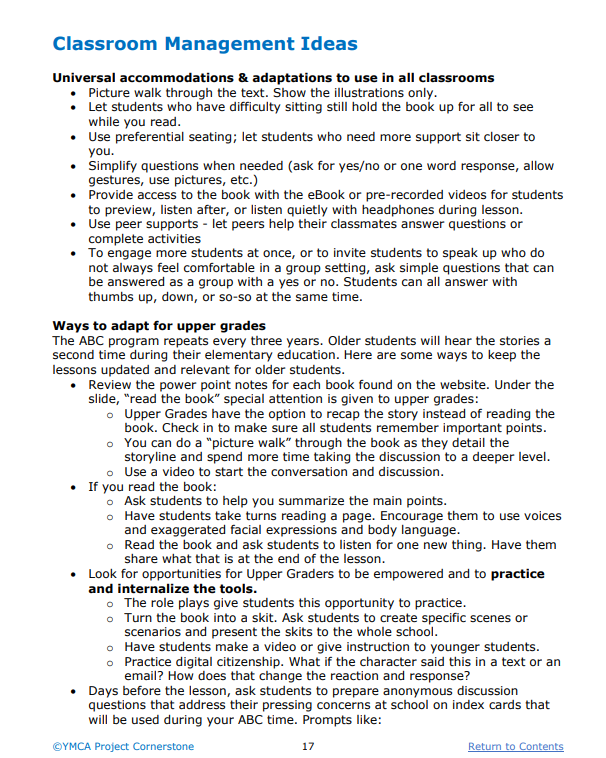 Classroom Management Ideas
Universal accommodations & adaptations to use in all classrooms
• Picture walk through the text. Show the illustrations only.
• Let students who have difficulty sitting still hold the book up for all to see
while you read.
• Use preferential seating; let students who need more support sit closer to
you.
• Simplify questions when needed (ask for yes/no or one word response, allow
gestures, use pictures, etc.)
• Provide access to the book with the eBook or pre-recorded videos for students
to preview, listen after, or listen quietly with headphones during lesson.
• Use peer supports - let peers help their classmates answer questions or
complete activities
• To engage more students at once, or to invite students to speak up who do
not always feel comfortable in a group setting, ask simple questions that can
be answered as a group with a yes or no. Students can all answer with
thumbs up, down, or so-so at the same time.
Ways to adapt for upper grades
The ABC program repeats every three years. Older students will hear the stories a
second time during their elementary education. Here are some ways to keep the
lessons updated and relevant for older students.
• Review the power point notes for each book found on the website. Under the
slide, “read the book” special attention is given to upper grades:
o Upper Grades have the option to recap the story instead of reading the
book. Check in to make sure all students remember important points.
o You can do a “picture walk” through the book as they detail the
storyline and spend more time taking the discussion to a deeper level.
o Use a video to start the conversation and discussion.
• If you read the book:
o Ask students to help you summarize the main points.
o Have students take turns reading a page. Encourage them to use voices
and exaggerated facial expressions and body language.
o Read the book and ask students to listen for one new thing. Have them
share what that is at the end of the lesson.
• Look for opportunities for Upper Graders to be empowered and to practice
and internalize the tools.
o The role plays give students this opportunity to practice.
o Turn the book into a skit. Ask students to create specific scenes or
scenarios and present the skits to the whole school.
o Have students make a video or give instruction to younger students.
o Practice digital citizenship. What if the character said this in a text or an
email? How does that change the reaction and response?
• Days before the lesson, ask students to prepare anonymous discussion
questions that address their pressing concerns at school on index cards that
will be used during your ABC time. Prompts like:
©YMCA Project Cornerstone 17 Return to Contents